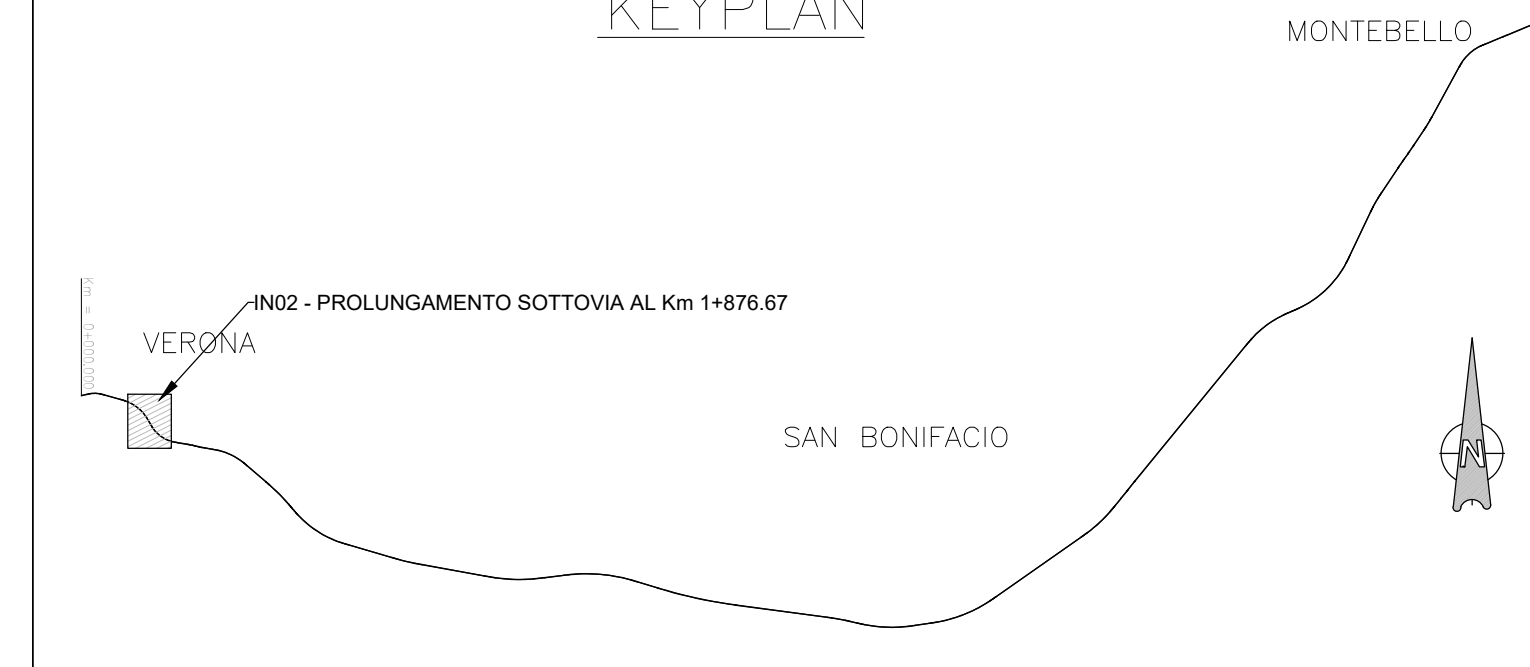 KEYPLAN
MONTEBELLO
Km = 0+000.000
IN02 - PROLUNGAMENTO SOTTOVIA AL Km 1+876.67
VERONA
SAN BONIFACIO
N